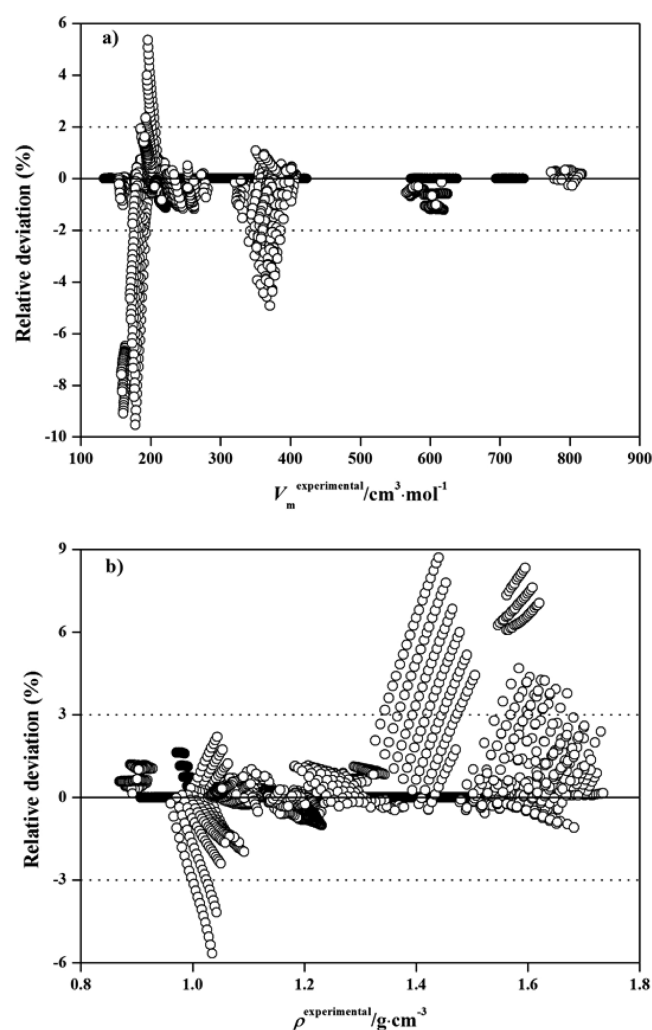 a)
6
4
2
0
-2
-4
-6
-8
-10
Relative deviation (%)
100 200 300 400 500 600 700 800 900
V_m^experimental/cm³·mol⁻¹
b)
9
6
3
0
-3
-6
Relative deviation (%)
0.8 1.0 1.2 1.4 1.6 1.8
ρ^experimental/g·cm⁻³